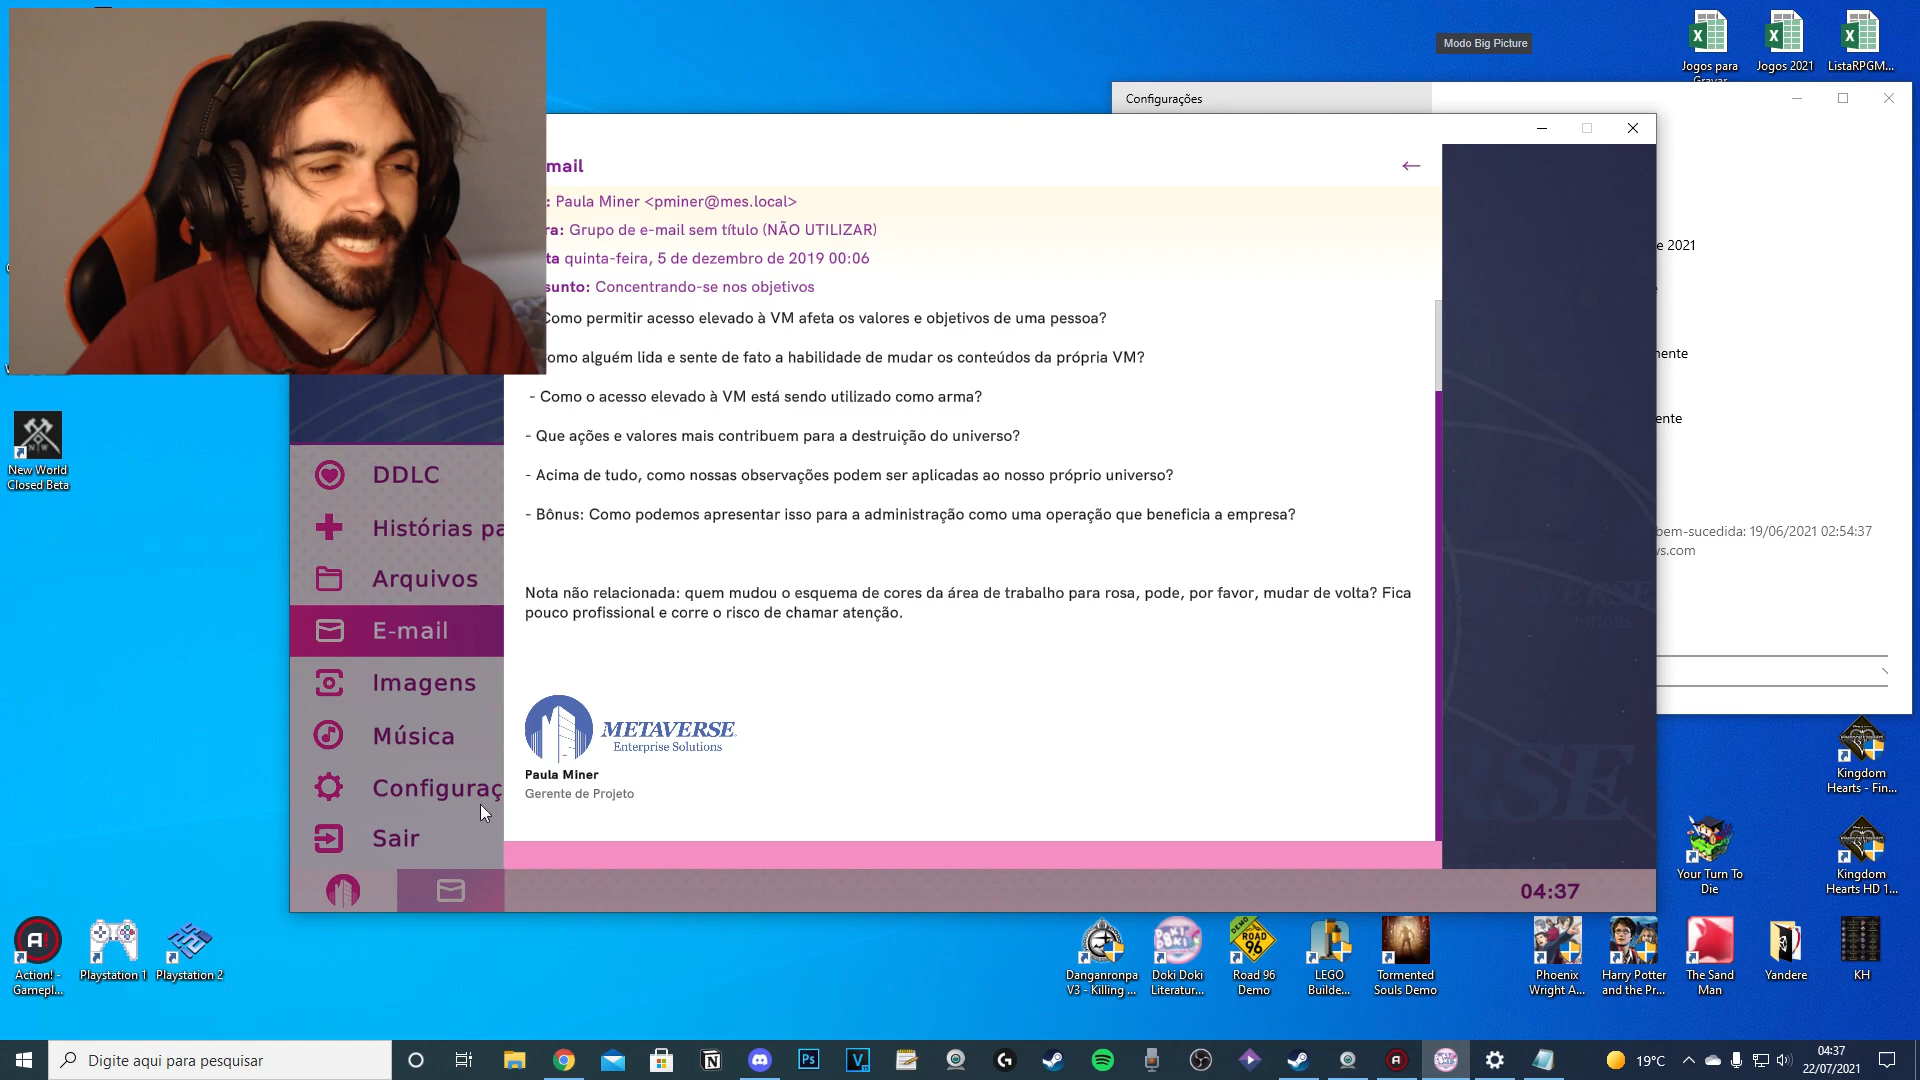 Modo Big Picture
Jogos para
Gravar
Jogos 2021
ListaRPGM...
Configurações
mail
: Paula Miner <pminer@mes.local>
ra: Grupo de e-mail sem título (NÃO UTILIZAR)
ta quinta-feira, 5 de dezembro de 2019 00:06
sunto: Concentrando-se nos objetivos
Como permitir acesso elevado à VM afeta os valores e objetivos de uma pessoa?
omo alguém lida e sente de fato a habilidade de mudar os conteúdos da própria VM?
- Como o acesso elevado à VM está sendo utilizado como arma?
- Que ações e valores mais contribuem para a destruição do universo?
- Acima de tudo, como nossas observações podem ser aplicadas ao nosso próprio universo?
- Bônus: Como podemos apresentar isso para a administração como uma operação que beneficia a empresa?
Nota não relacionada: quem mudou o esquema de cores da área de trabalho para rosa, pode, por favor, mudar de volta? Fica
pouco profissional e corre o risco de chamar atenção.
METAVERSE
Enterprise Solutions
Paula Miner
Gerente de Projeto
DDLC
Histórias pa
Arquivos
E-mail
Imagens
Música
Configuraç
Sair
04:37
e 2021
mente
ente
bem-sucedida: 19/06/2021 02:54:37
ws.com
New World
Closed Beta
Kingdom
Hearts - Fin...
Your Turn To
Die
Kingdom
Hearts HD 1...
Action! -
Gamepl...
Playstation 1
Playstation 2
Danganronpa
V3 - Killing ...
Doki Doki
Literatur...
Road 96
Demo
LEGO
Builde...
Tormented
Souls Demo
Phoenix
Wright A...
Harry Potter
and the Pr...
The Sand
Man
Yandere
KH
Digite aqui para pesquisar
19°C
04:37
22/07/2021